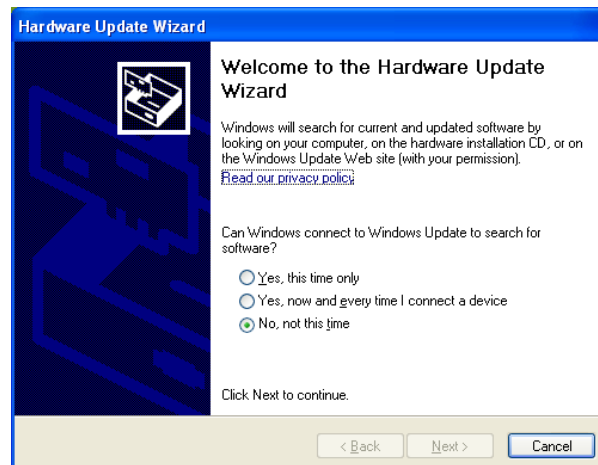 Hardware Update Wizard
Welcome to the Hardware Update
Wizard
Windows will search for current and updated software by
looking on your computer, on the hardware installation CD, or on
the Windows Update Web site (with your permission).
Read our privacy policy
Can Windows connect to Windows Update to search for
software?
Yes, this time only
Yes, now and every time I connect a device
No, not this time
Click Next to continue.
< Back Next > Cancel